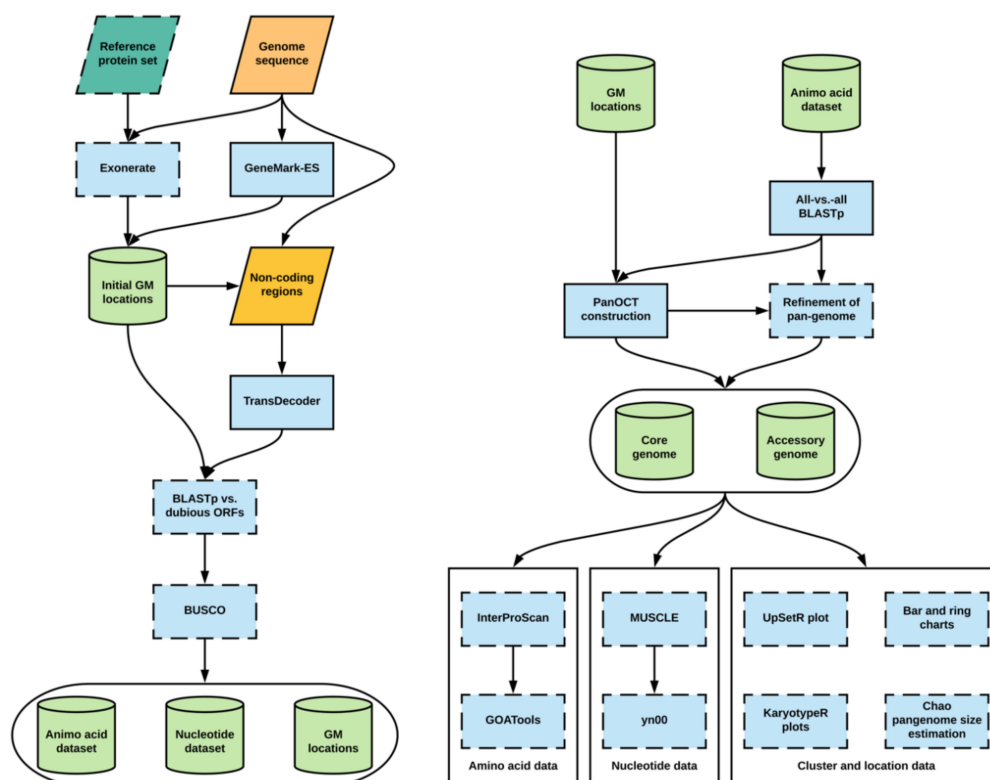 Reference
protein set
Genome
sequence
Exonerate
GeneMark-ES
Initial GM
locations
Non-coding
regions
TransDecoder
BLASTp vs.
dubious ORFs
BUSCO
Animo acid
dataset
Nucleotide
dataset
GM
locations
GM
locations
Animo acid
dataset
All-vs.-all
BLASTp
PanOCT
construction
Refinement of
pan-genome
Core
genome
Accessory
genome
InterProScan
GOATools
Amino acid data
MUSCLE
yn00
Nucleotide data
UpSetR plot
Bar and ring
charts
KaryotypeR
plots
Chao
pangenome size
estimation
Cluster and location data